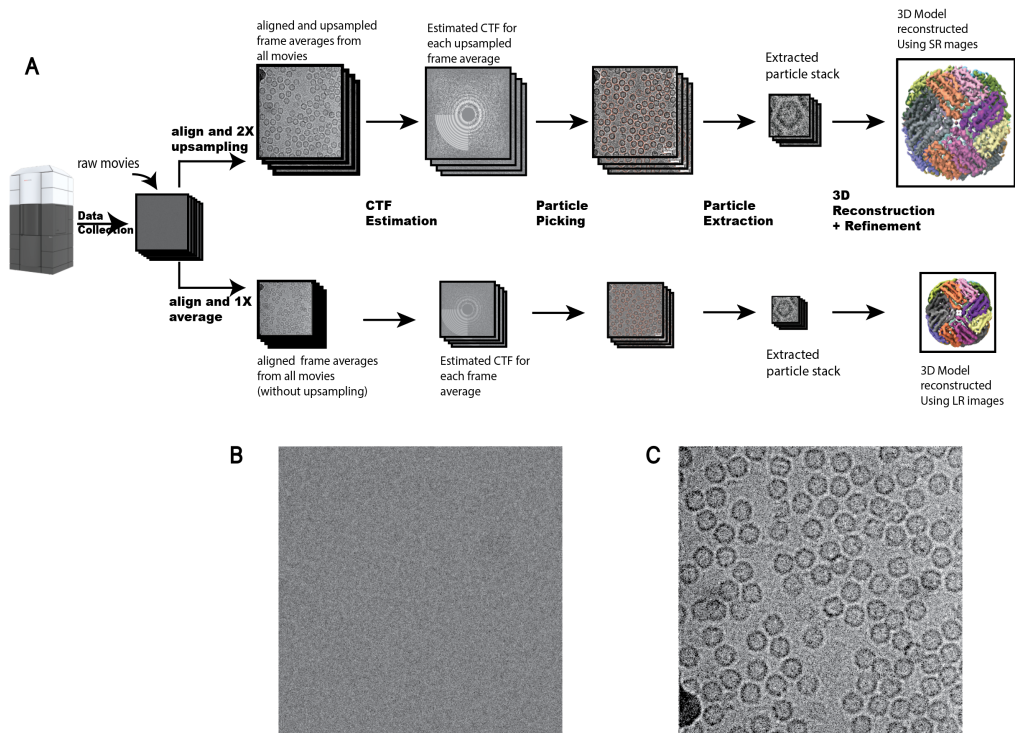 A
aligned and upsampled
frame averages from
all movies
Estimated CTF for
each upsampled
frame average
Extracted
particle stack
3D Model
reconstructed
Using SR mages
align and 2X
upsampling
raw movies
Data
Collection
CTF
Estimation
Particle
Picking
Particle
Extraction
3D
Reconstruction
+ Refinement
align and 1X
average
aligned frame averages
from all movies
(without upsampling)
Estimated CTF for
each frame
average
Extracted
particle stack
3D Model
reconstructed
Using LR images
B
C